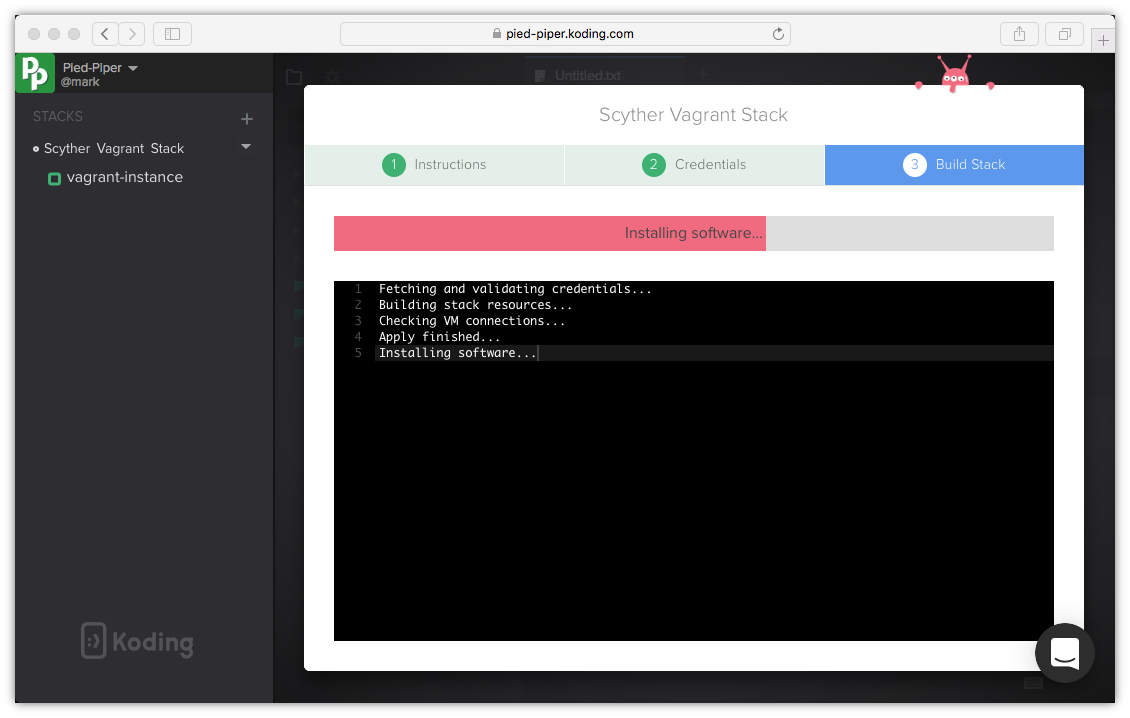 pied-piper.koding.com
Pied-Piper
@mark
Untitled.txt
STACKS
Scyther Vagrant Stack
vagrant-instance
Scyther Vagrant Stack
1 Instructions
2 Credentials
3 Build Stack
Installing software...
1 Fetching and validating credentials...
2 Building stack resources...
3 Checking VM connections...
4 Apply finished...
5 Installing software...
Koding